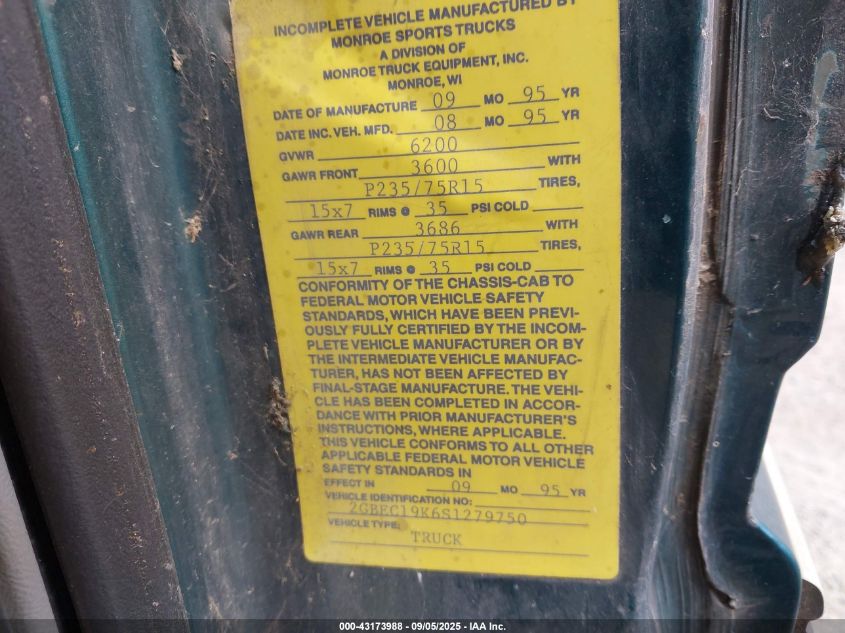 INCOMPLETE VEHICLE MANUFACTURED BY
MONROE SPORTS TRUCKS
A DIVISION OF
MONROE TRUCK EQUIPMENT, INC.
MONROE, WI
DATE OF MANUFACTURE 09 MO 95 YR
DATE INC. VEH. MFD. 08 MO 95 YR
GVWR 6200
GAWR FRONT 3600 WITH
P235/75R15 TIRES,
15x7 RIMS @ 35 PSI COLD
GAWR REAR 3686 WITH
P235/75R15 TIRES,
15x7 RIMS @ 35 PSI COLD
CONFORMITY OF THE CHASSIS-CAB TO
FEDERAL MOTOR VEHICLE SAFETY
STANDARDS, WHICH HAVE BEEN PREVI-
OUSLY FULLY CERTIFIED BY THE INCOM-
PLETE VEHICLE MANUFACTURER OR BY
THE INTERMEDIATE VEHICLE MANUFAC-
TURER, HAS NOT BEEN AFFECTED BY
FINAL-STAGE MANUFACTURE. THE VEHI-
CLE HAS BEEN COMPLETED IN ACCOR-
DANCE WITH PRIOR MANUFACTURER'S
INSTRUCTIONS, WHERE APPLICABLE.
THIS VEHICLE CONFORMS TO ALL OTHER
APPLICABLE FEDERAL MOTOR VEHICLE
SAFETY STANDARDS IN
EFFECT IN 09 MO 95 YR
VEHICLE IDENTIFICATION NO:
2GBEC19K6S1279750
VEHICLE TYPE:
TRUCK
000-43173988 - 09/05/2025 - IAA Inc.